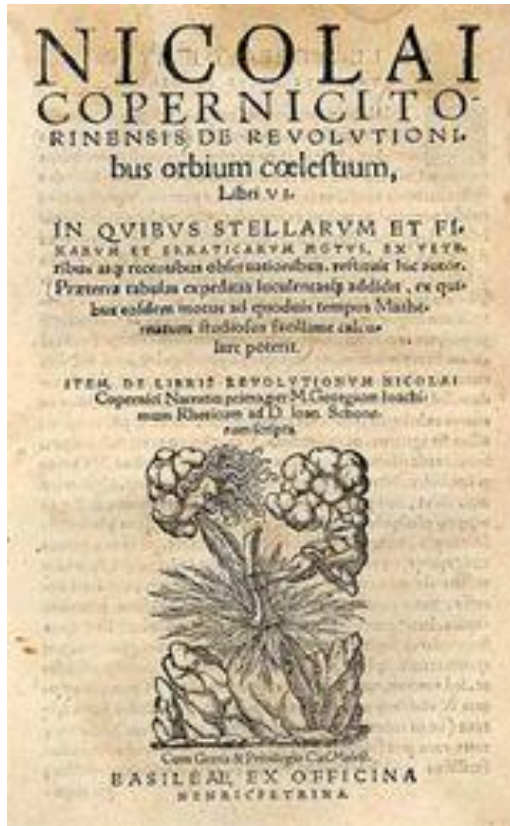 NICOLAI
COPERNICI TO-
RINENSIS DE REVOLVTIONI-
bus orbium cœlestium,
Libri VI.
IN QVIBVS STELLARVM ET FI-
XARVM ET ERRATICARVM MOTVS, EX VETE-
ribus atq; recentibus obseruationibus, restituit hic autor.
Præterea tabulas expeditas luculentasq; addidit, ex qui-
bus eosdem motus ad quoduis tempus Mathe-
matum studiosus facillime calcu-
lare poterit.
ITEM, DE LIBRIS REVOLVTIONVM NICOLAI
Copernici Narratio prima, per M. Georgium Ioachi-
mum Rheticum ad D. Ioan. Schone-
rum scripta.
Cum Gratia & Priuilegio Cæs. Maiest.
BASILEAE, EX OFFICINA
HENRICPETRINA.